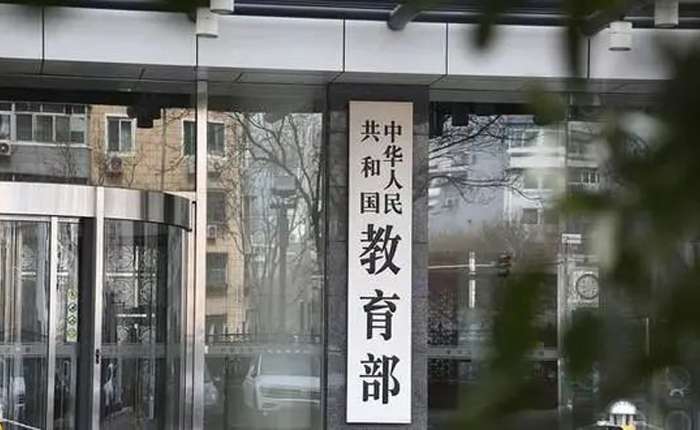 中华人民
共和国
教育部